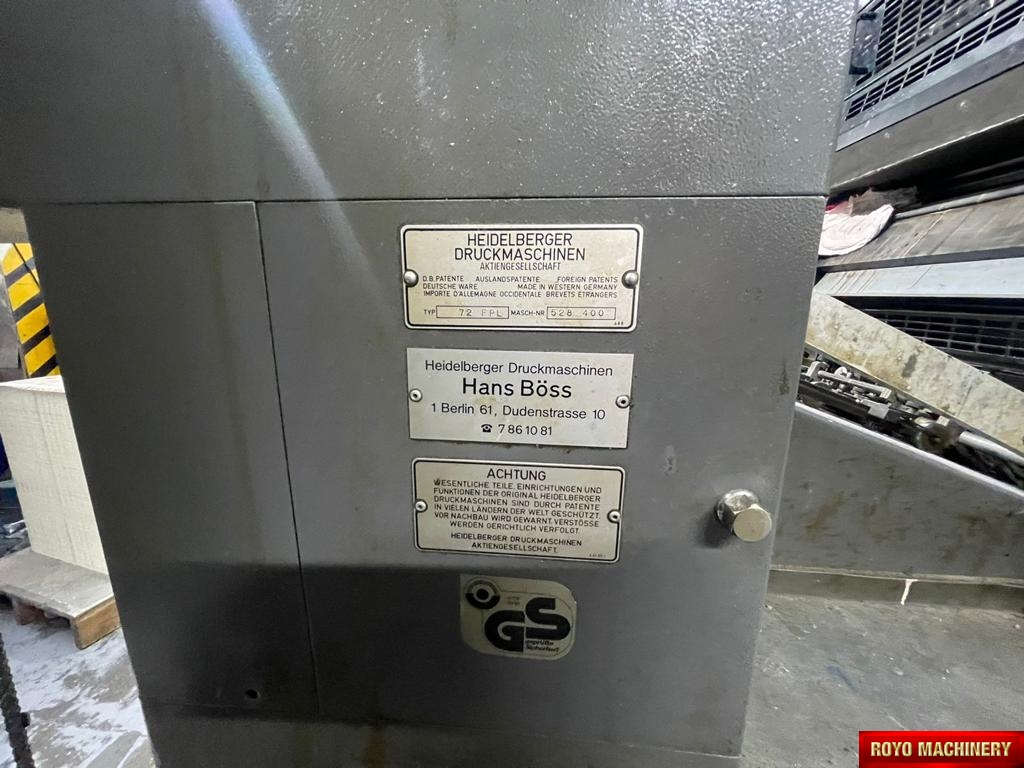 HEIDELBERGER
DRUCKMASCHINEN
AKTIENGESELLSCHAFT
D.B.PATENTE AUSLANDSPATENTE FOREIGN PATENTS
DEUTSCHE WARE MADE IN WESTERN GERMANY
IMPORTE D'ALLEMAGNE OCCIDENTALE BREVETS ETRANGERS
TYP 72 FPL MASCH-NR 528 400
Heidelberger Druckmaschinen
Hans Böss
1 Berlin 61, Dudenstrasse 10
☎ 7 86 10 81
ACHTUNG
WESENTLICHE TEILE, EINRICHTUNGEN UND
FUNKTIONEN DER ORIGINAL HEIDELBERGER
DRUCKMASCHINEN SIND DURCH PATENTE
IN VIELEN LÄNDERN DER WELT GESCHÜTZT.
VOR NACHBAU WIRD GEWARNT. VERSTÖSSE
WERDEN GERICHTLICH VERFOLGT.
HEIDELBERGER DRUCKMASCHINEN
AKTIENGESELLSCHAFT.
GS
geprüfte
Sicherheit
ROYO MACHINERY